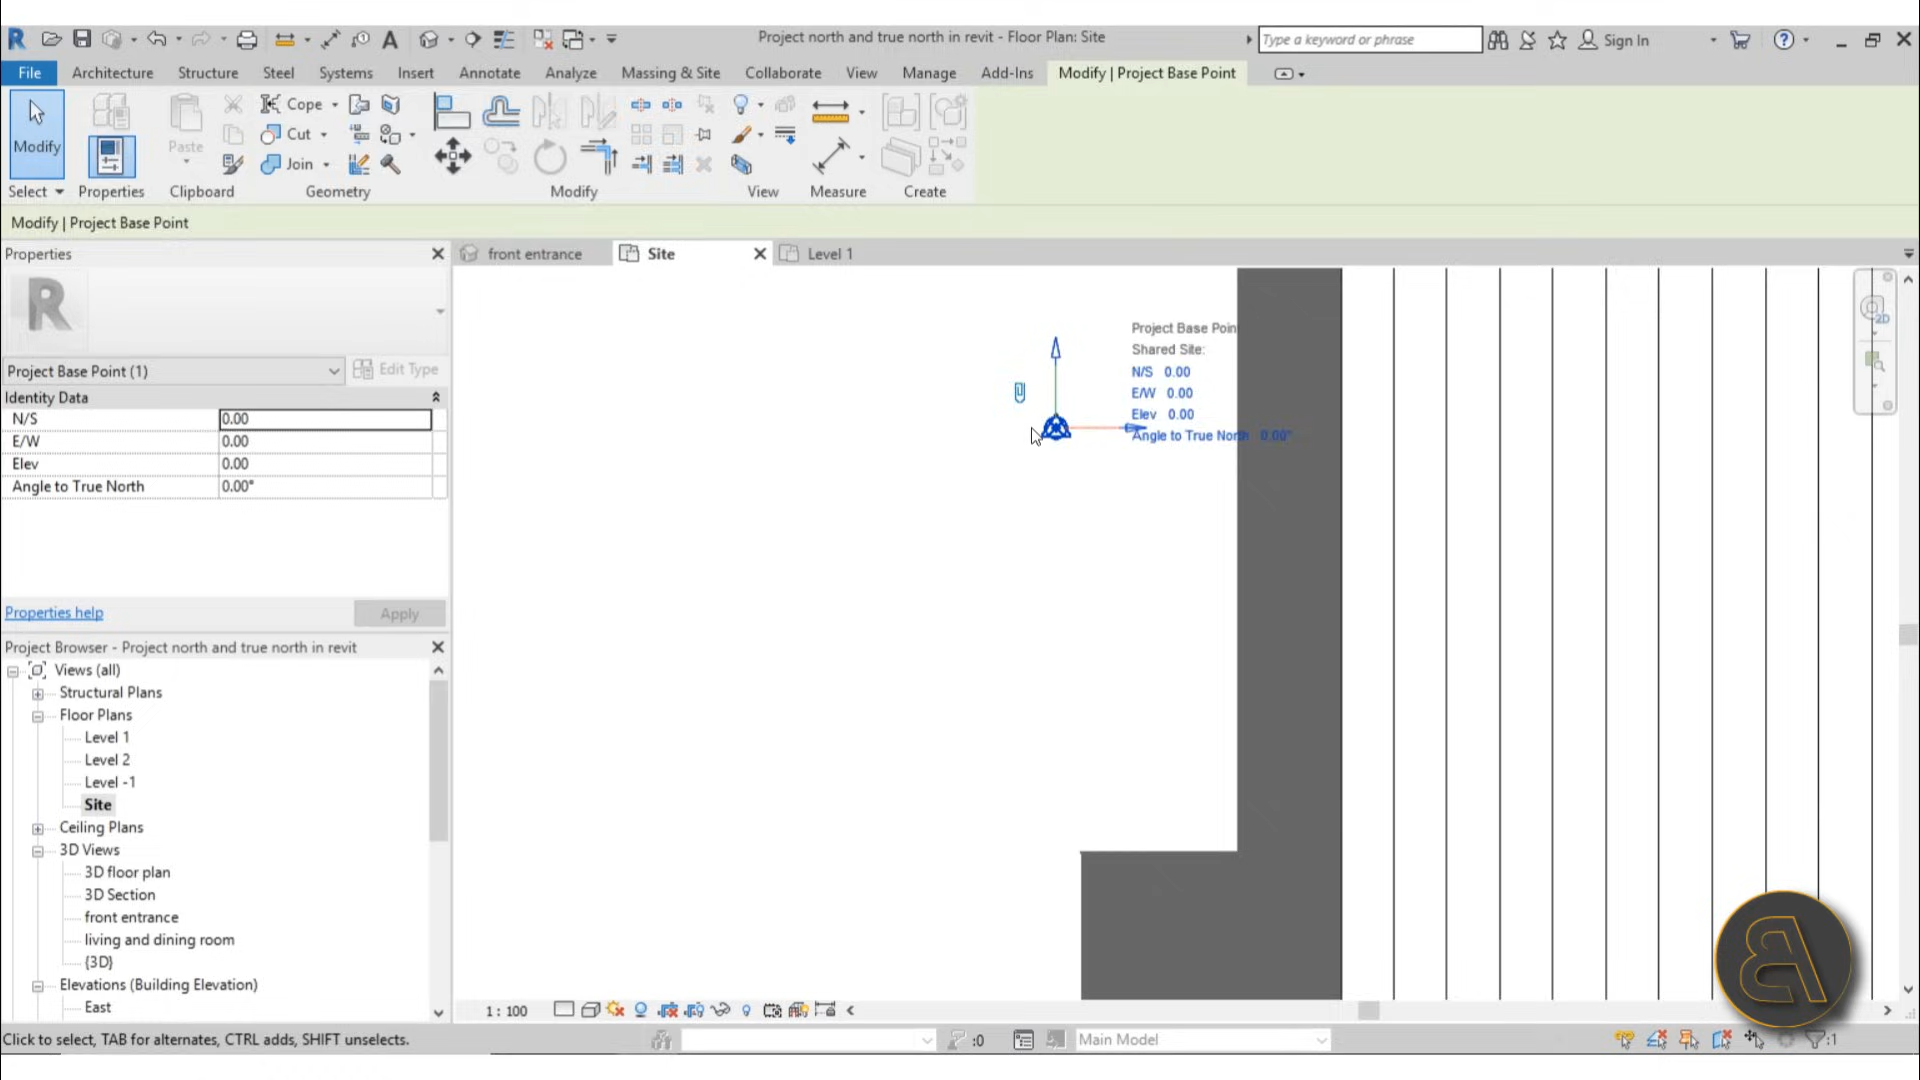 Project north and true north in revit - Floor Plan: Site
Type a keyword or phrase
Sign In
File Architecture Structure Steel Systems Insert Annotate Analyze Massing & Site Collaborate View Manage Add-Ins Modify | Project Base Point
Modify
Paste
Cope
Cut
Join
Select Properties Clipboard Geometry Modify View Measure Create
Modify | Project Base Point
Properties
front entrance
Site
Level 1
R
Project Base Point (1)
Edit Type
Identity Data
N/S 0.00
E/W 0.00
Elev 0.00
Angle to True North 0.00°
Properties help
Apply
Project Base Poin
Shared Site:
N/S 0.00
E/W 0.00
Elev 0.00
Angle to True North 0.00°
2D
Project Browser - Project north and true north in revit
Views (all)
Structural Plans
Floor Plans
Level 1
Level 2
Level -1
Site
Ceiling Plans
3D Views
3D floor plan
3D Section
front entrance
living and dining room
{3D}
Elevations (Building Elevation)
East
1 : 100
Click to select, TAB for alternates, CTRL adds, SHIFT unselects.
:0
Main Model
:1